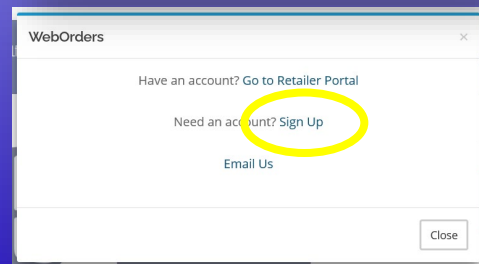 WebOrders ×
Have an account? Go to Retailer Portal
Need an account? Sign Up
Email Us
Close